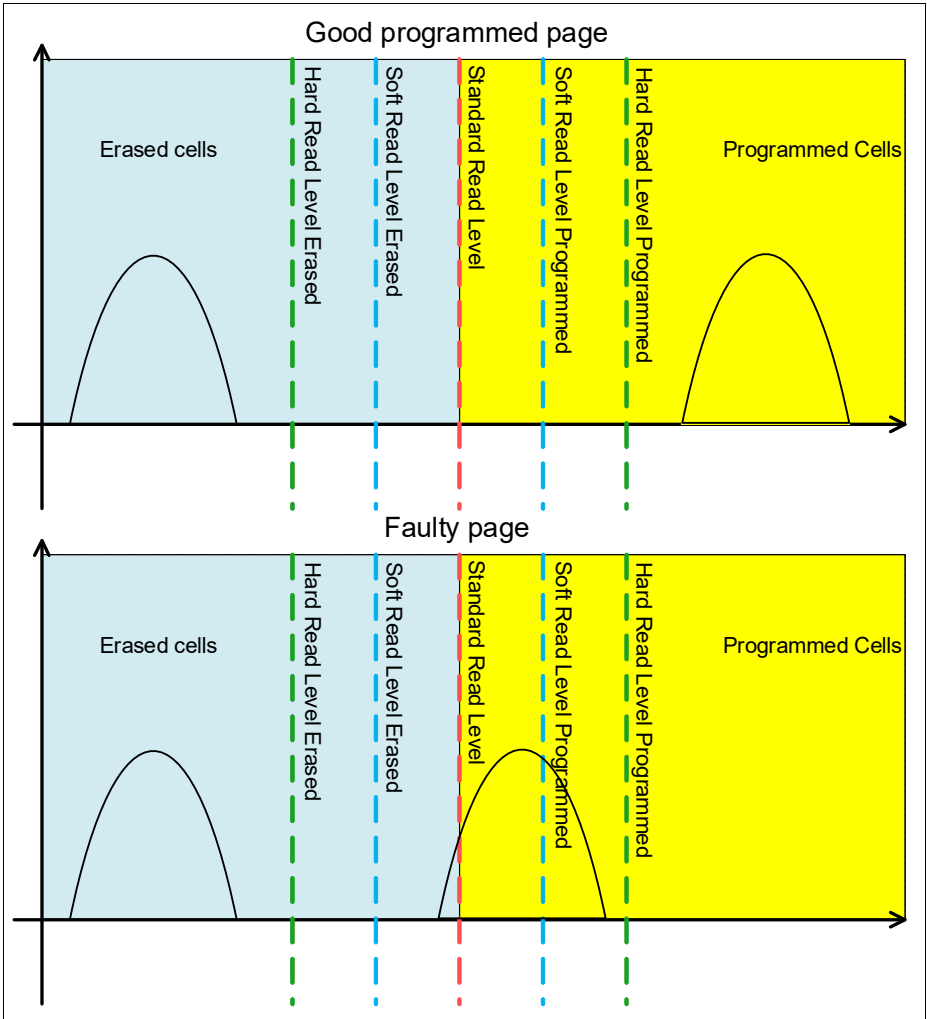 Good programmed page
Erased cells
Hard Read Level Erased
Soft Read Level Erased
Standard Read Level
Soft Read Level Programmed
Hard Read Level Programmed
Programmed Cells
Faulty page
Erased cells
Hard Read Level Erased
Soft Read Level Erased
Standard Read Level
Soft Read Level Programmed
Hard Read Level Programmed
Programmed Cells